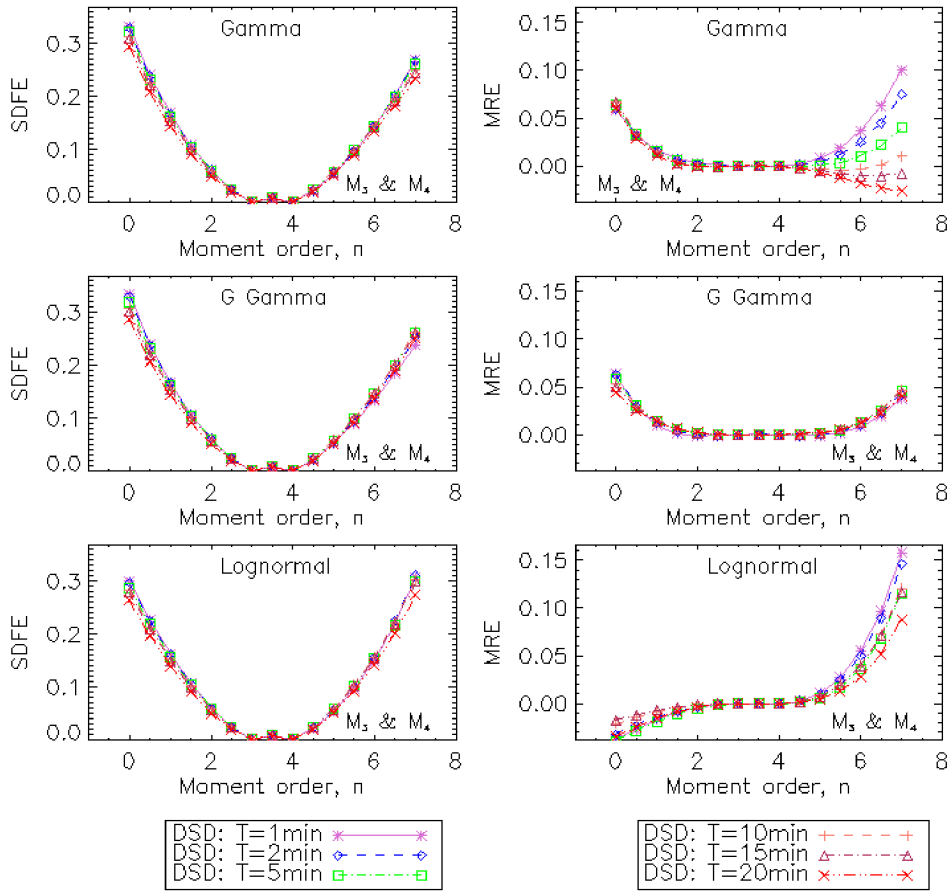 Gamma
SDFE
0.3
0.2
0.1
0.0
M₃ & M₄
0 2 4 6 8
Moment order, n
Gamma
MRE
0.15
0.10
0.05
0.00
M₃ & M₄
0 2 4 6 8
Moment order, n
G Gamma
SDFE
0.3
0.2
0.1
0.0
M₃ & M₄
0 2 4 6 8
Moment order, n
G Gamma
MRE
0.15
0.10
0.05
0.00
M₃ & M₄
0 2 4 6 8
Moment order, n
Lognormal
SDFE
0.3
0.2
0.1
0.0
M₃ & M₄
0 2 4 6 8
Moment order, n
Lognormal
MRE
0.15
0.10
0.05
0.00
M₃ & M₄
0 2 4 6 8
Moment order, n
DSD: T=1min
DSD: T=2min
DSD: T=5min
DSD: T=10min
DSD: T=15min
DSD: T=20min